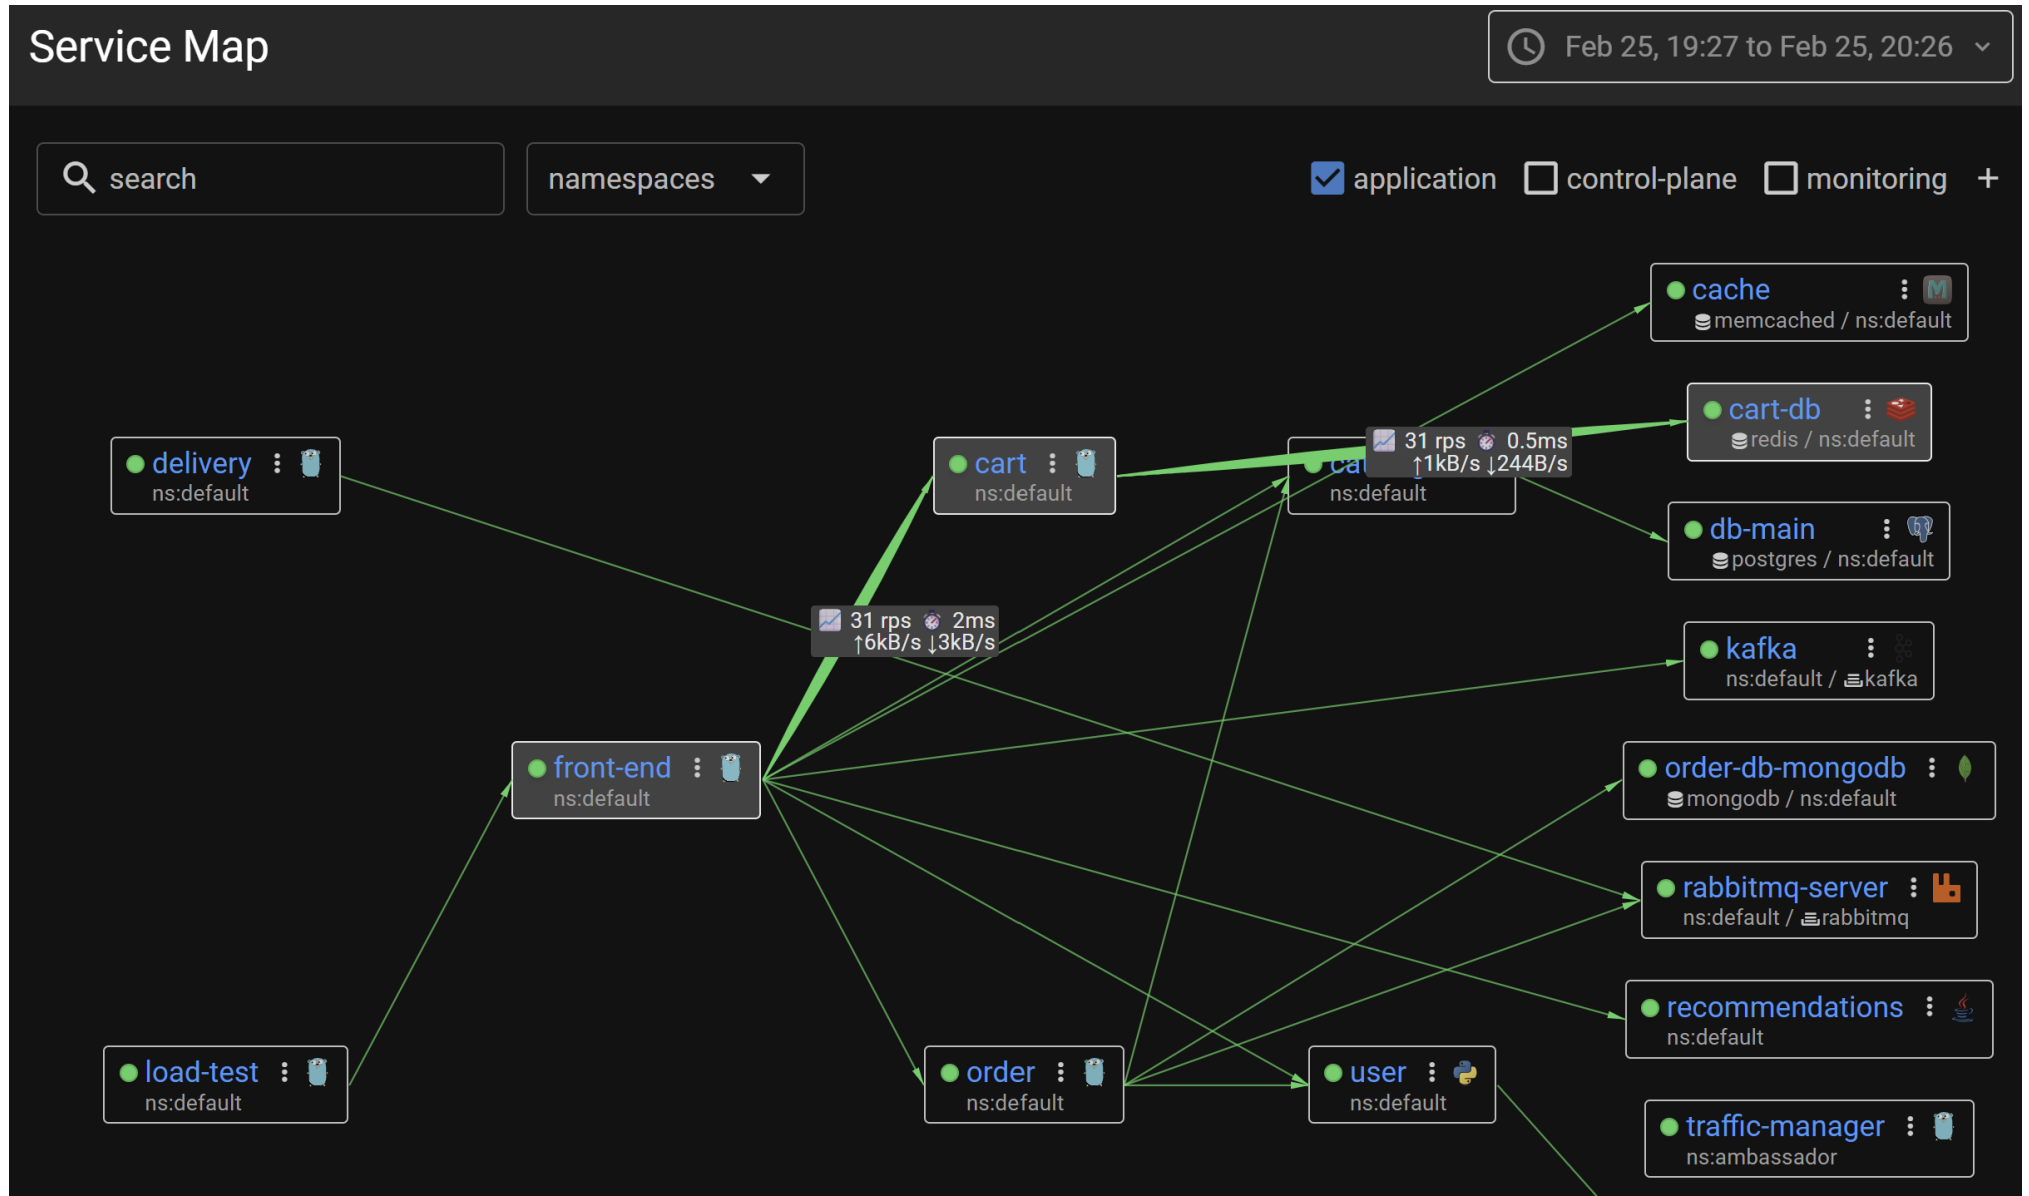 Service Map
Feb 25, 19:27 to Feb 25, 20:26
search
namespaces
application
control-plane
monitoring
+
cache
memcached / ns:default
cart-db
redis / ns:default
31 rps 0.5ms
↑1kB/s ↓244B/s
delivery
ns:default
cart
ns:default
ns:default
db-main
postgres / ns:default
31 rps 2ms
↑6kB/s ↓3kB/s
kafka
ns:default / kafka
front-end
ns:default
order-db-mongodb
mongodb / ns:default
rabbitmq-server
ns:default / rabbitmq
recommendations
ns:default
load-test
ns:default
order
ns:default
user
ns:default
traffic-manager
ns:ambassador